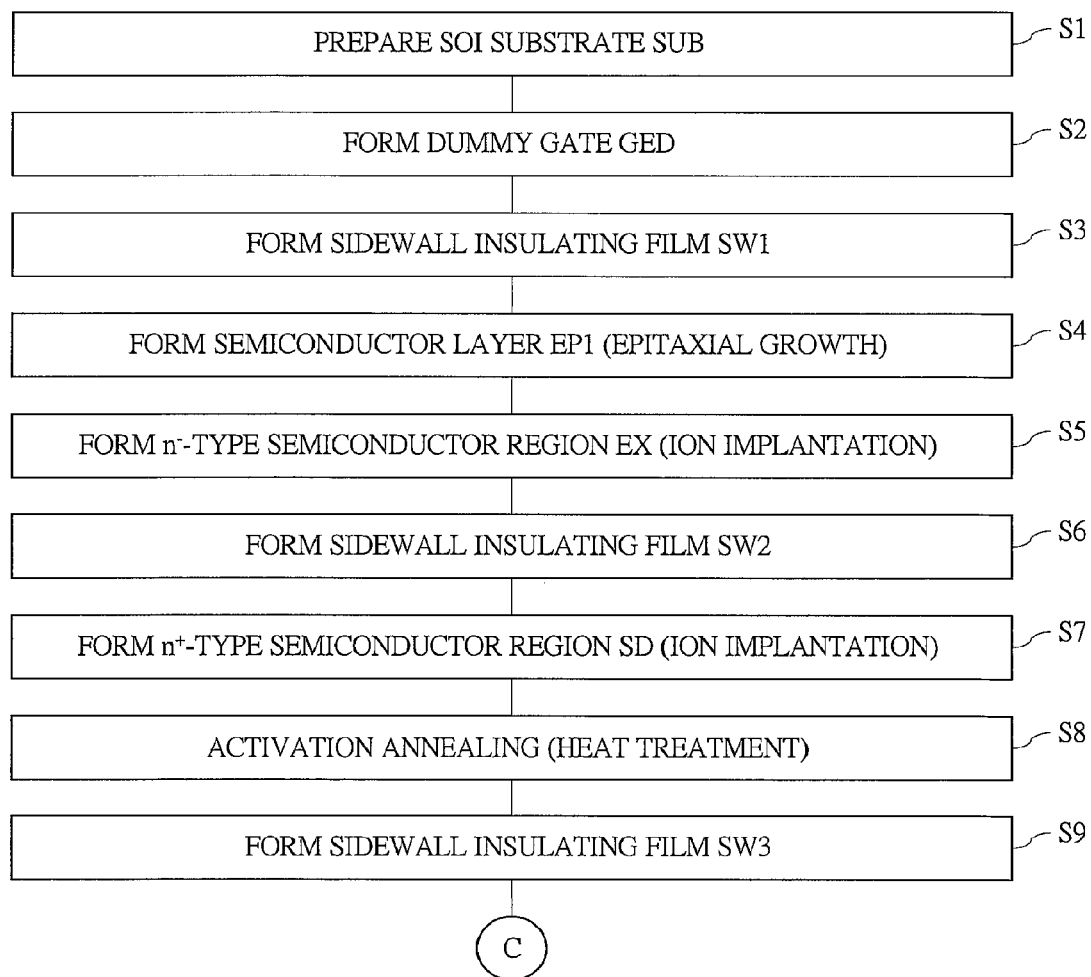 PREPARE SOI SUBSTRATE SUB S1
FORM DUMMY GATE GED S2
FORM SIDEWALL INSULATING FILM SW1 S3
FORM SEMICONDUCTOR LAYER EP1 (EPITAXIAL GROWTH) S4
FORM n⁻-TYPE SEMICONDUCTOR REGION EX (ION IMPLANTATION) S5
FORM SIDEWALL INSULATING FILM SW2 S6
FORM n⁺-TYPE SEMICONDUCTOR REGION SD (ION IMPLANTATION) S7
ACTIVATION ANNEALING (HEAT TREATMENT) S8
FORM SIDEWALL INSULATING FILM SW3 S9
C